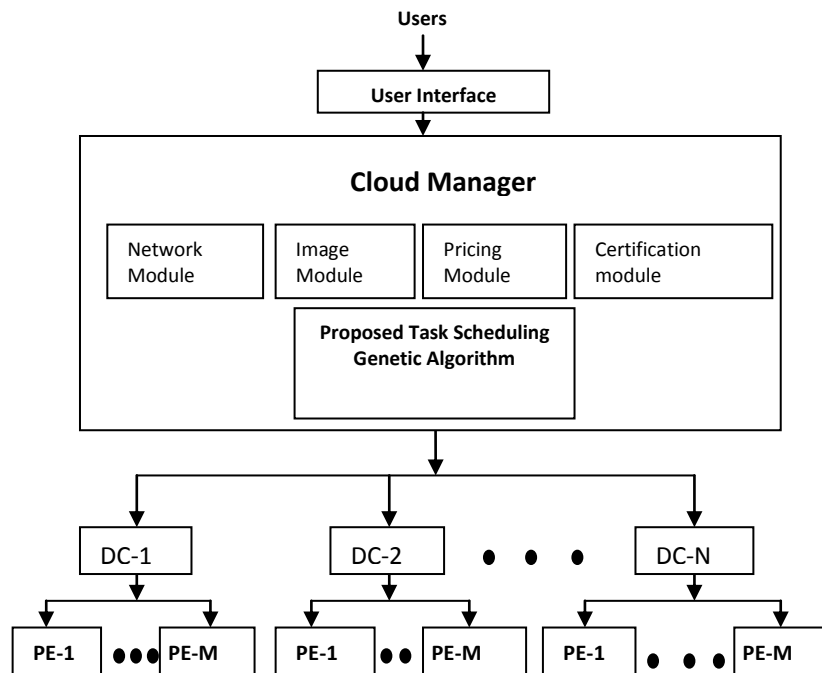 Users
User Interface
Cloud Manager
Network
Module
Image
Module
Pricing
Module
Certification
module
Proposed Task Scheduling
Genetic Algorithm
DC-1
DC-2
DC-N
PE-1
PE-M
PE-1
PE-M
PE-1
PE-M